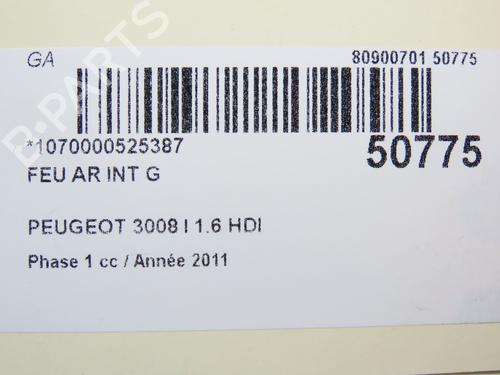 GA
80900701 50775
*1070000525387
50775
FEU AR INT G
PEUGEOT 3008 I 1.6 HDI
Phase 1 cc / Année 2011
B-PARTS